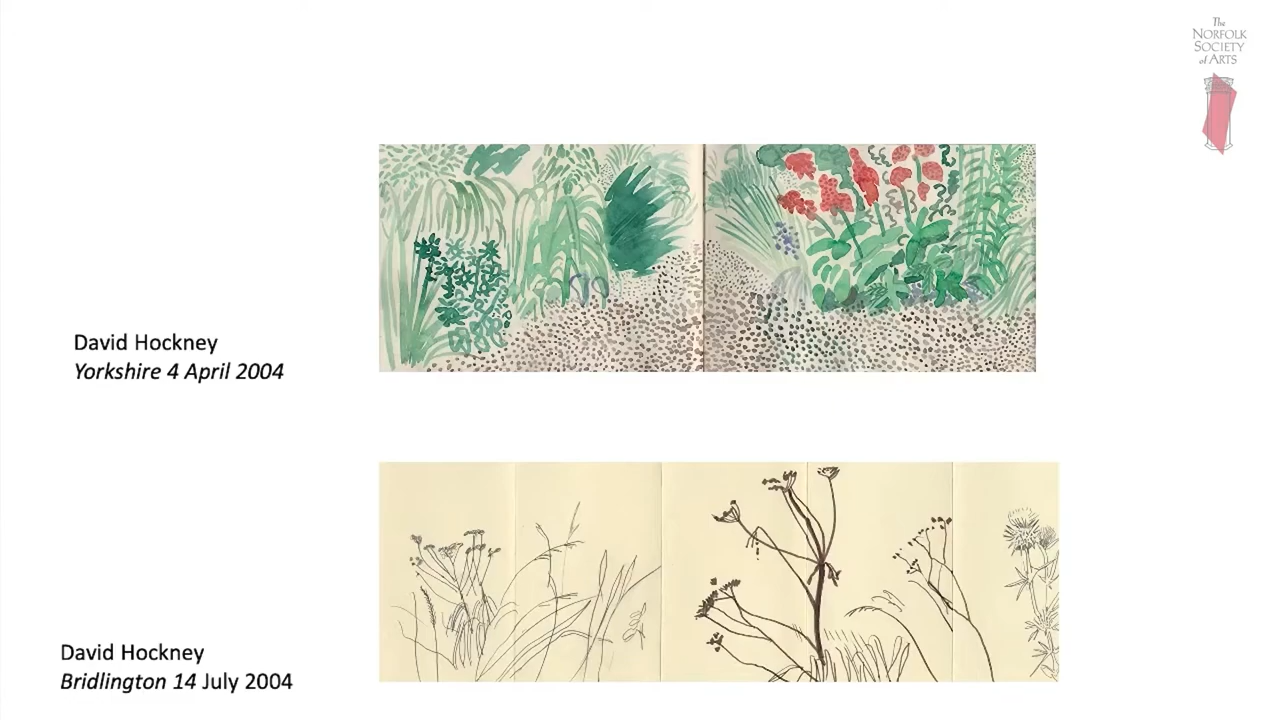 The
NORFOLK
SOCIETY
of ARTS
David Hockney
Yorkshire 4 April 2004
David Hockney
Bridlington 14 July 2004